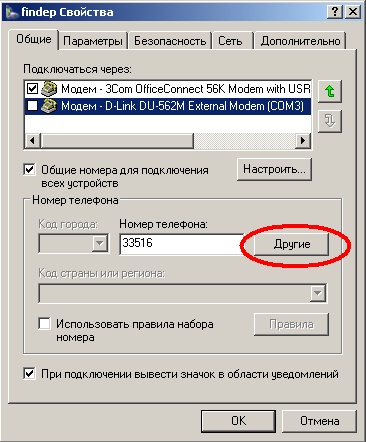 findep Свойства
Общие Параметры Безопасность Сеть Дополнительно
Подключаться через:
Модем - 3Com OfficeConnect 56K Modem with USR
Модем - D-Link DU-562M External Modem (COM3)
Общие номера для подключения
всех устройств
Настроить...
Номер телефона
Код города: Номер телефона:
33516 Другие
Код страны или региона:
Использовать правила набора
номера
Правила
При подключении вывести значок в области уведомлений
OK Отмена